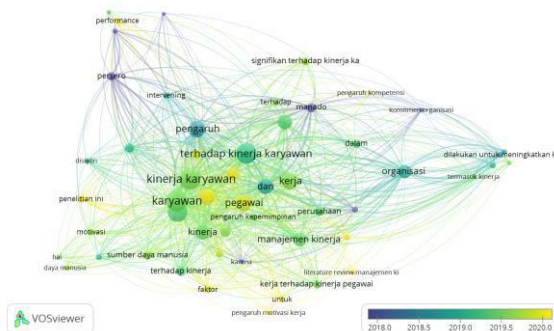 performance
persero
signifikan terhadap kinerja ka
intervening
terhadap
pengaruh kompetensi
manado
komitmen organisasi
pengaruh
dalam
terhadap kinerja karyawan
dilakukan untuk meningkatkan k
disiplin
organisasi
termasuk kinerja
kinerja karyawan
dan
kerja
penelitian ini
karyawan
pegawai
perusahaan
pengaruh kepemimpinan
motivasi
kinerja
manajemen kinerja
hal
sumber daya manusia
karena
daya manusia
terhadap kinerja
literature review manajemen ki
faktor
kerja terhadap kinerja pegawai
untuk
pengaruh motivasi kerja
VOSviewer
2018.0 2018.5 2019.0 2019.5 2020.0